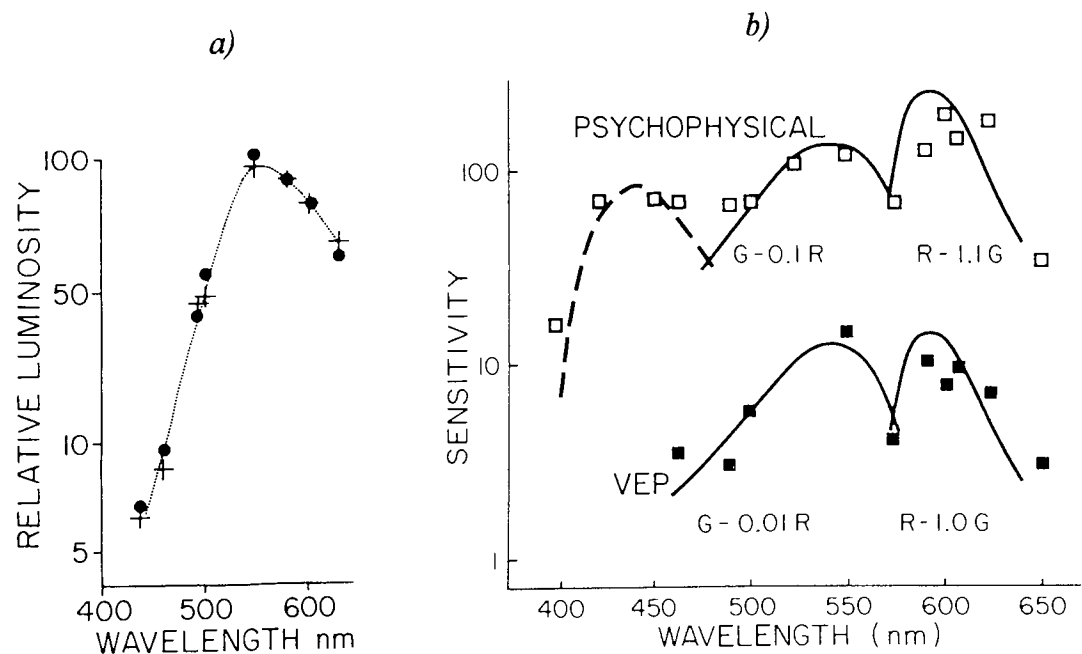 a)
RELATIVE LUMINOSITY
100
50
10
5
400
500
600
WAVELENGTH nm
b)
SENSITIVITY
100
10
1
PSYCHOPHYSICAL
G-0.1R
R-1.1G
VEP
G-0.01R
R-1.0G
400
450
500
550
600
650
WAVELENGTH (nm)